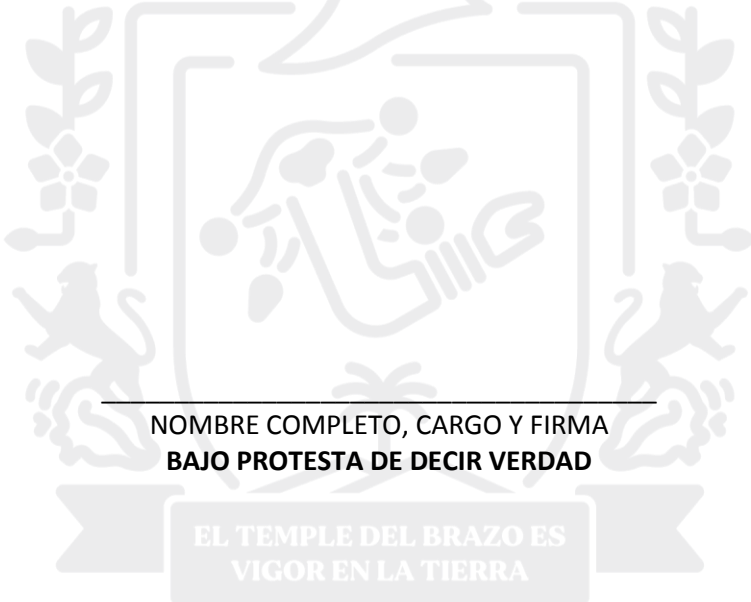 NOMBRE COMPLETO, CARGO Y FIRMA
BAJO PROTESTA DE DECIR VERDAD
EL TEMPLE DEL BRAZO ES
VIGOR EN LA TIERRA